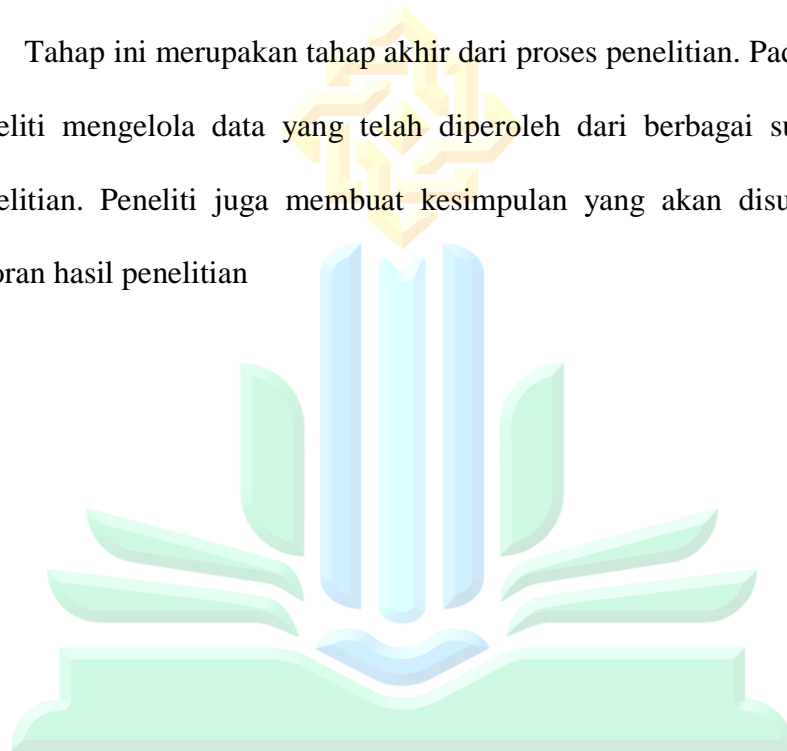 Tahap ini merupakan tahap akhir dari proses penelitian. Pad
eliti mengelola data yang telah diperoleh dari berbagai su
elitian. Peneliti juga membuat kesimpulan yang akan disu
oran hasil penelitian